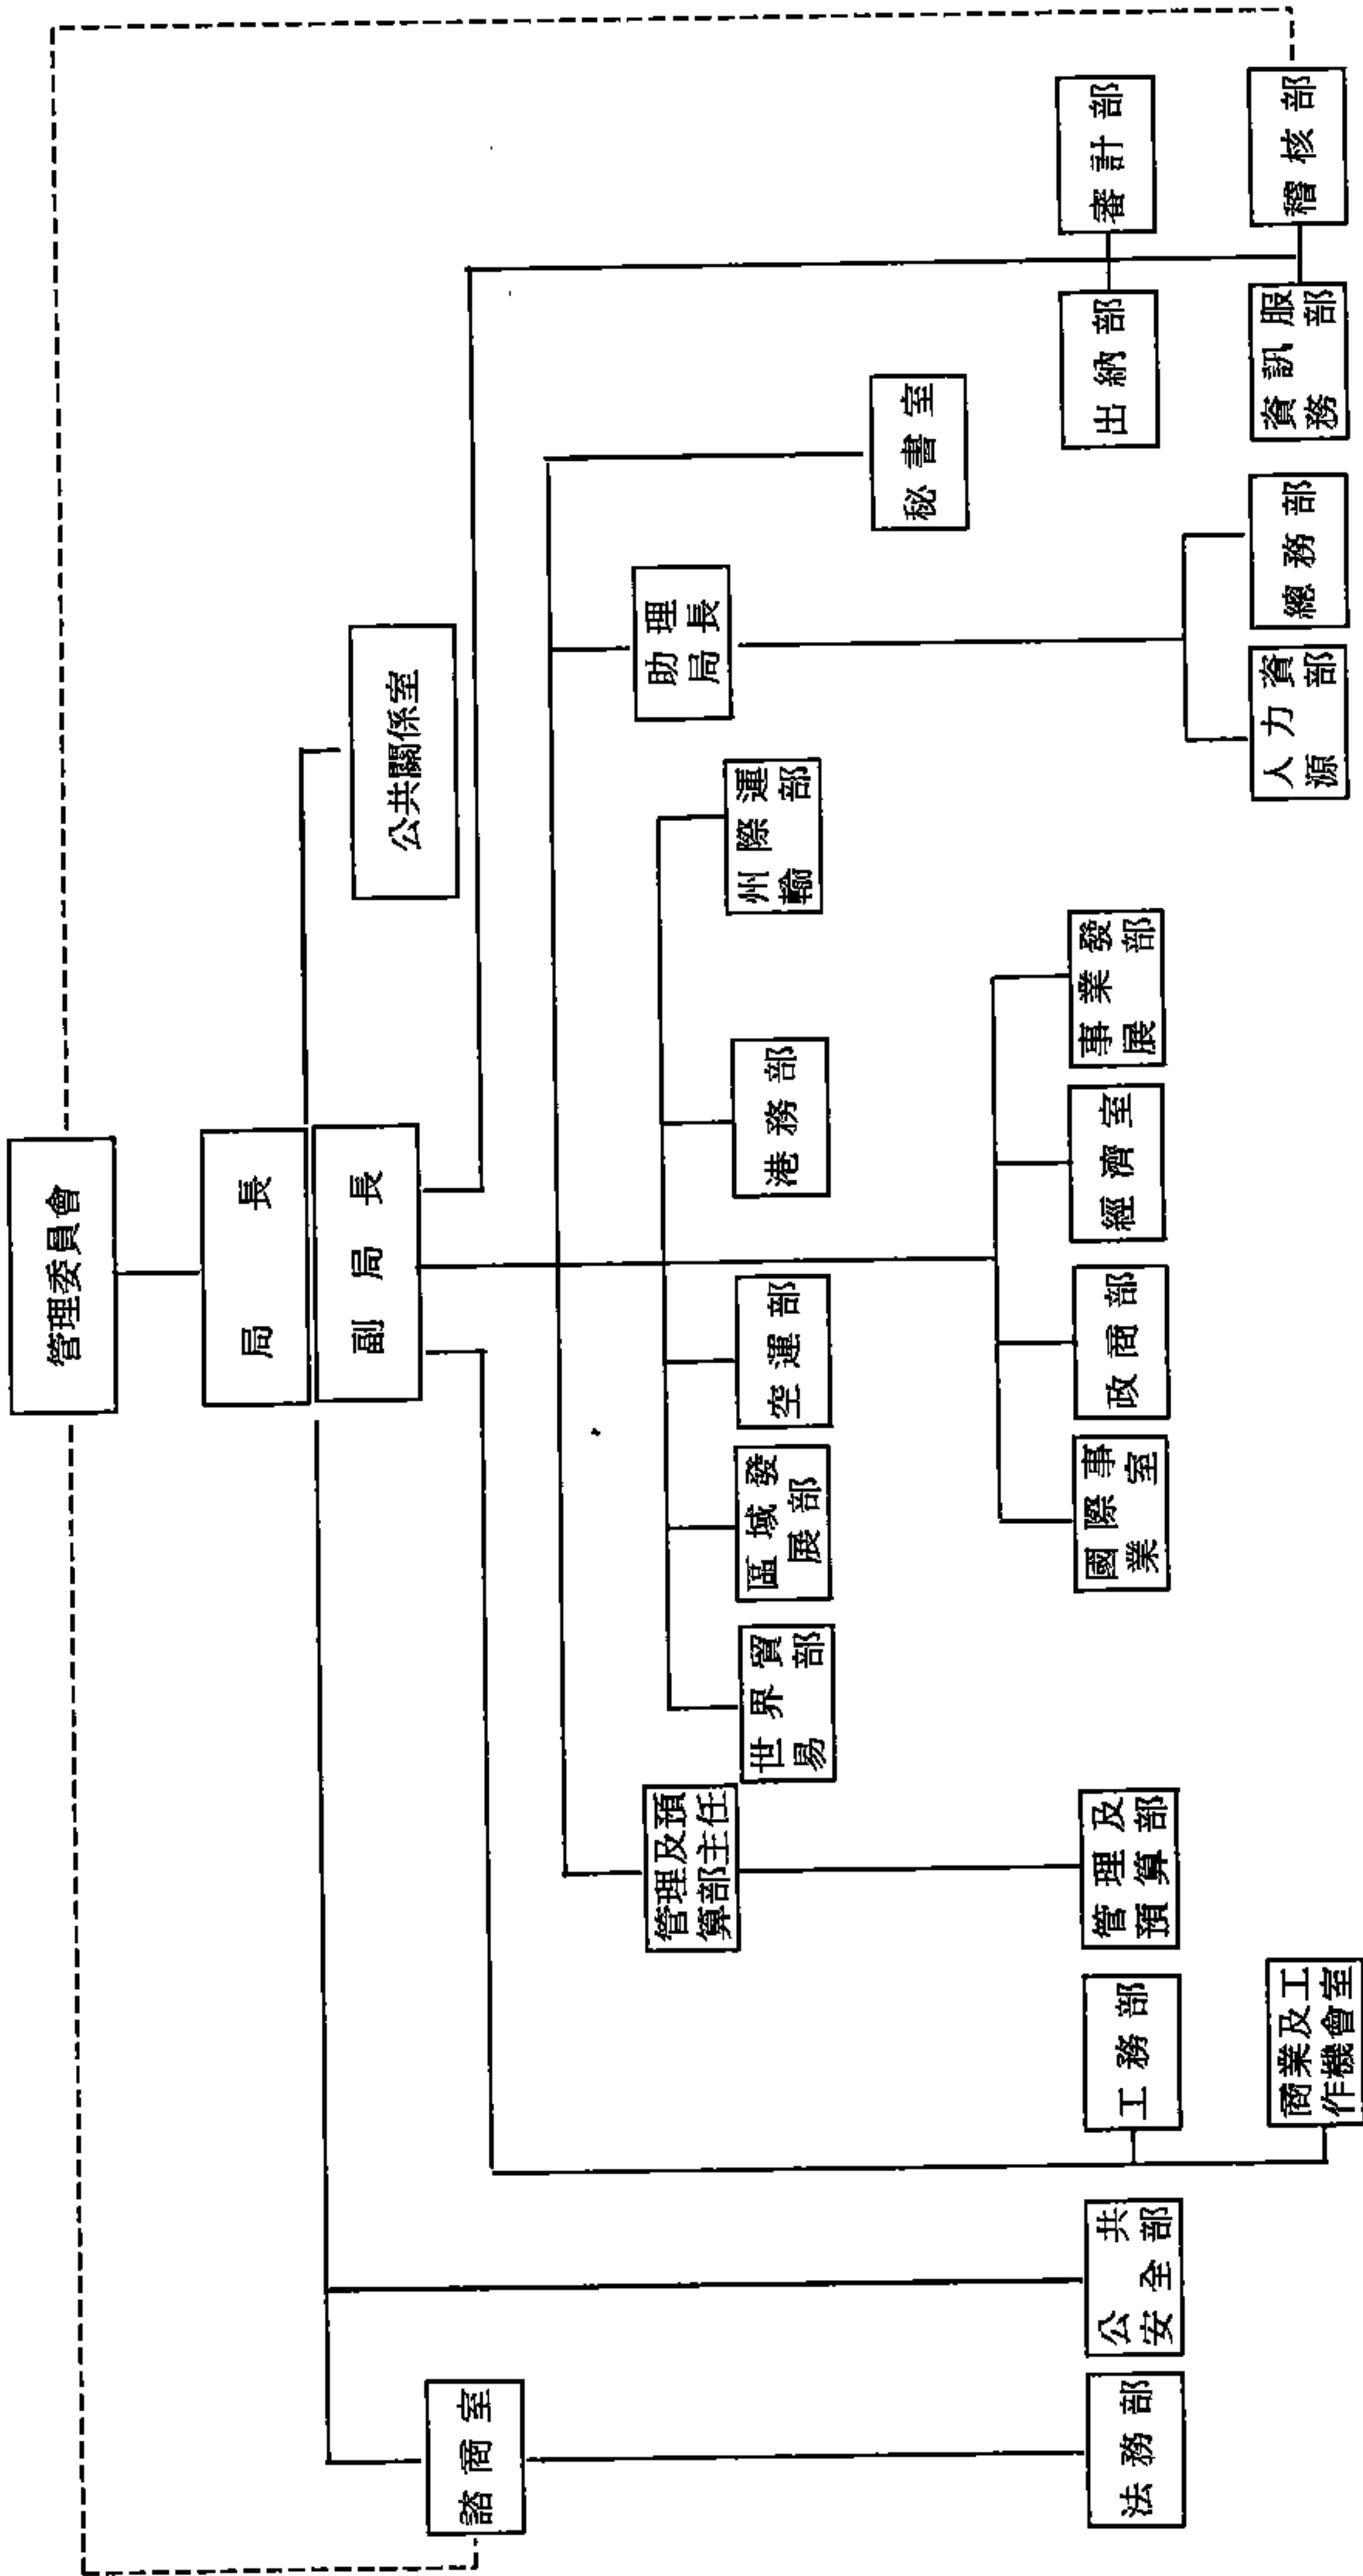 管理委員會
局長
副局長
公共關係室
諮商室
管理及預
算部主任
助理
局長
秘書室
世界貿
易部
區域發
展部
空運部
港務部
州際運
輸部
國際事
業室
政商部
經濟室
事業發
展部
法務部
公共
安全部
工務部
商業及工
作機會室
管理及
預算部
人力資
源部
總務部
出納部
審計部
資訊服
務部
稽核部